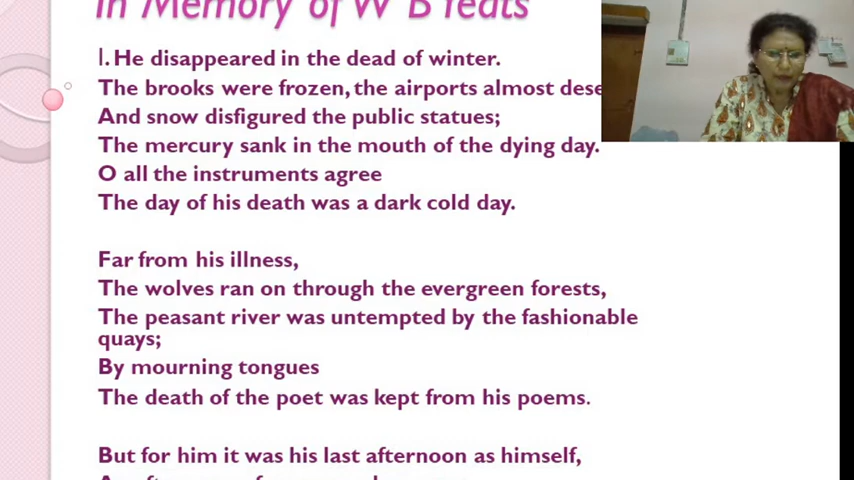 In Memory of W B Yeats
I. He disappeared in the dead of winter.
The brooks were frozen, the airports almost
And snow disfigured the public statues;
The mercury sank in the mouth of the dying day.
O all the instruments agree
The day of his death was a dark cold day.
Far from his illness,
The wolves ran on through the evergreen forests,
The peasant river was untempted by the fashionable
quays;
By mourning tongues
The death of the poet was kept from his poems.
But for him it was his last afternoon as himself,